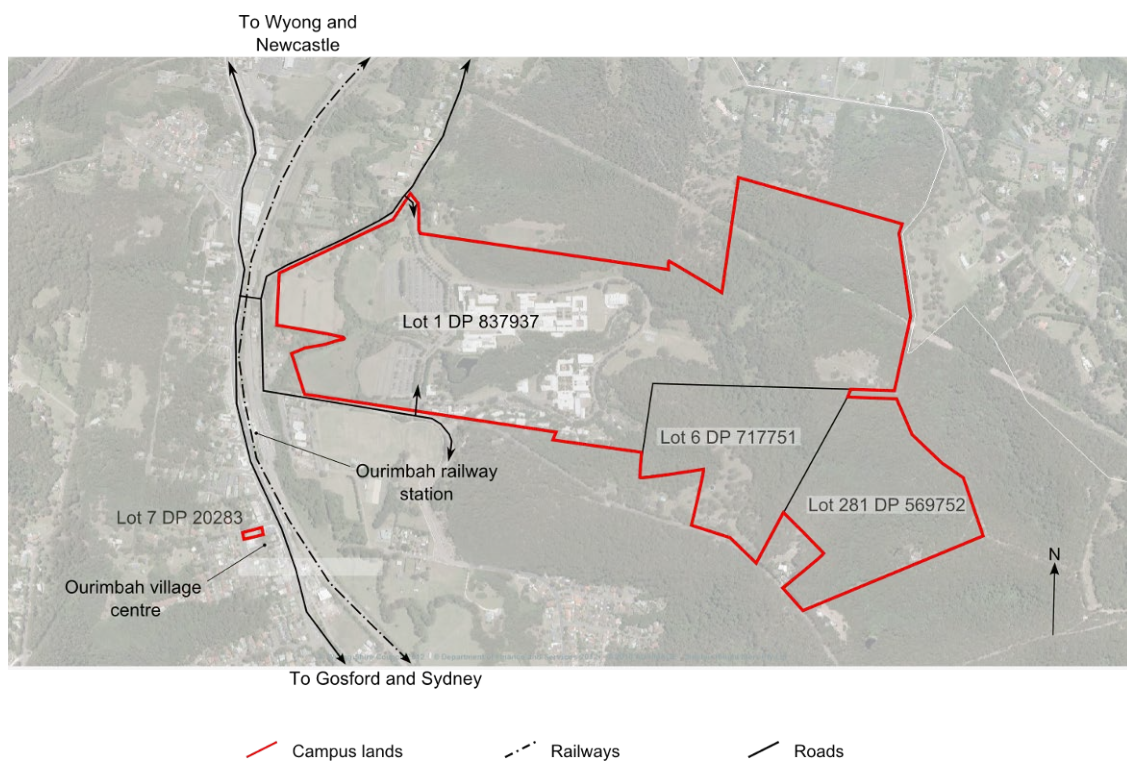 To Wyong and
Newcastle
Lot 1 DP 837937
Lot 6 DP 717751
Ourimbah railway
station
Lot 281 DP 569752
Lot 7 DP 20283
Ourimbah village
centre
N
To Gosford and Sydney
Campus lands
Railways
Roads